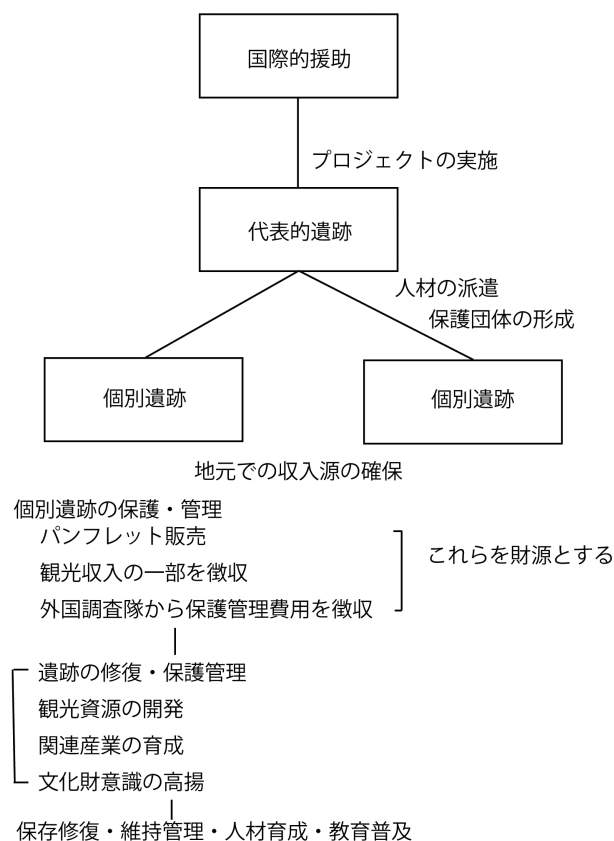 国際的援助
プロジェクトの実施
代表的遺跡
人材の派遣
保護団体の形成
個別遺跡
個別遺跡
地元での収入源の確保
個別遺跡の保護・管理
パンフレット販売
観光収入の一部を徴収
外国調査隊から保護管理費用を徴収
これらを財源とする
遺跡の修復・保護管理
観光資源の開発
関連産業の育成
文化財意識の高揚
保存修復・維持管理・人材育成・教育普及